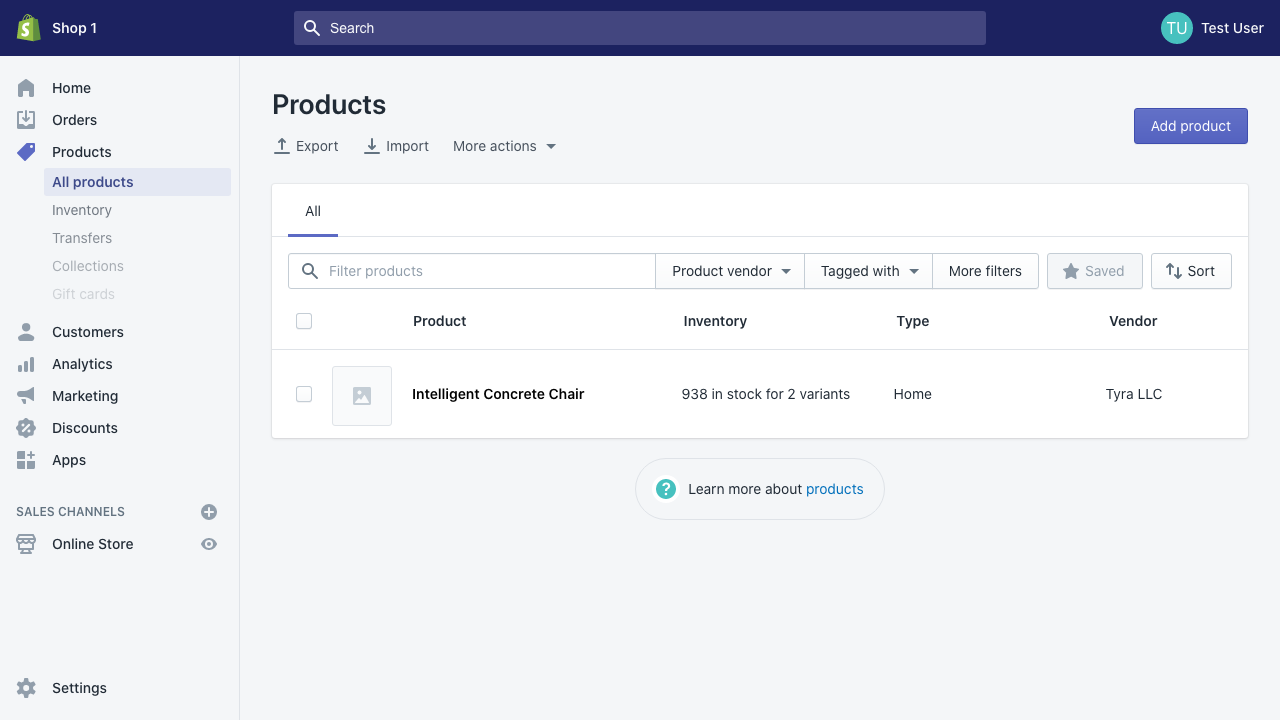 Shop 1
Search
TU Test User
Home
Orders
Products
All products
Inventory
Transfers
Collections
Gift cards
Customers
Analytics
Marketing
Discounts
Apps
SALES CHANNELS
Online Store
Settings
Products
Export Import More actions
Add product
All
Filter products Product vendor Tagged with More filters Saved Sort
Product Inventory Type Vendor
Intelligent Concrete Chair 938 in stock for 2 variants Home Tyra LLC
Learn more about products